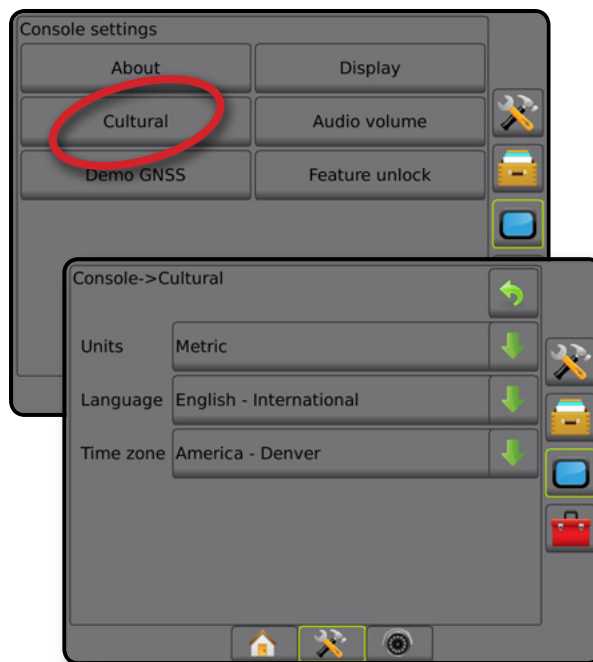 Console settings
About Display
Cultural Audio volume
Demo GNSS Feature unlock
Console->Cultural
Units Metric
Language English - International
Time zone America - Denver